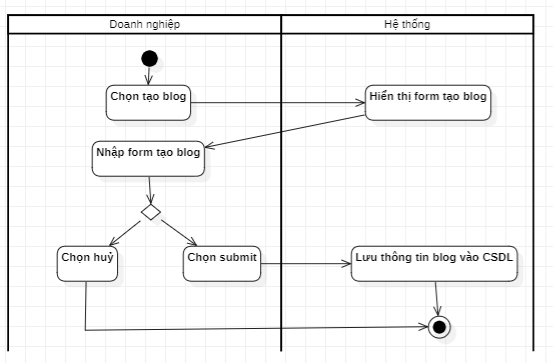 Doanh nghiệp
Hệ thống
Chọn tạo blog
Hiển thị form tạo blog
Nhập form tạo blog
Chọn huỷ
Chọn submit
Lưu thông tin blog vào CSDL